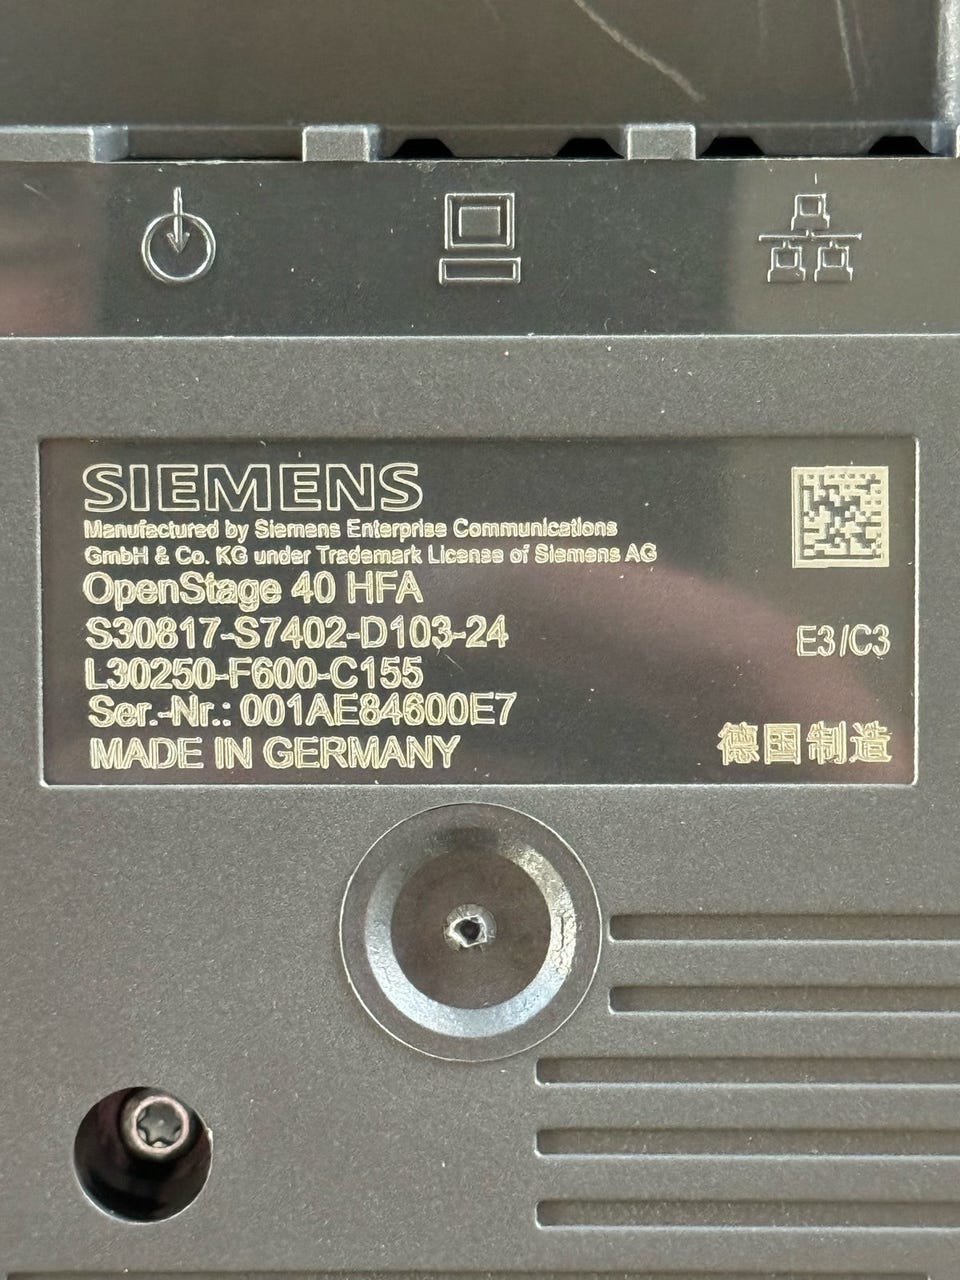 SIEMENS
Manufactured by Siemens Enterprise Communications
GmbH & Co. KG under Trademark License of Siemens AG
OpenStage 40 HFA
S30817-S7402-D103-24
E3/C3
L30250-F600-C155
Ser.-Nr.: 001AE84600E7
MADE IN GERMANY
德国制造